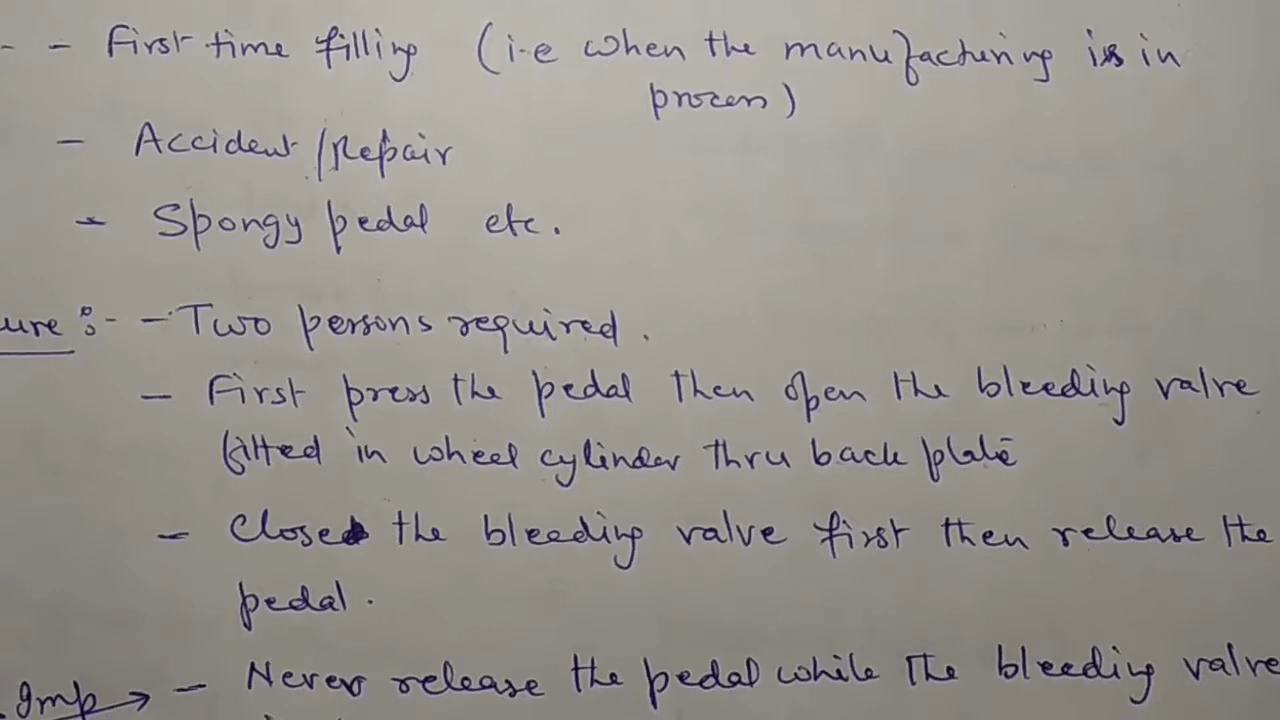 - - First time filling (i.e when the manufacturing is in
process)
- Accident/Repair
- Spongy pedal etc.
ure :- - Two persons required.
- First press the pedal then open the bleeding valve
fitted in wheel cylinder thru back plate
- Close the bleeding valve first then release the
pedal.
Imp → - Never release the pedal while the bleeding valve